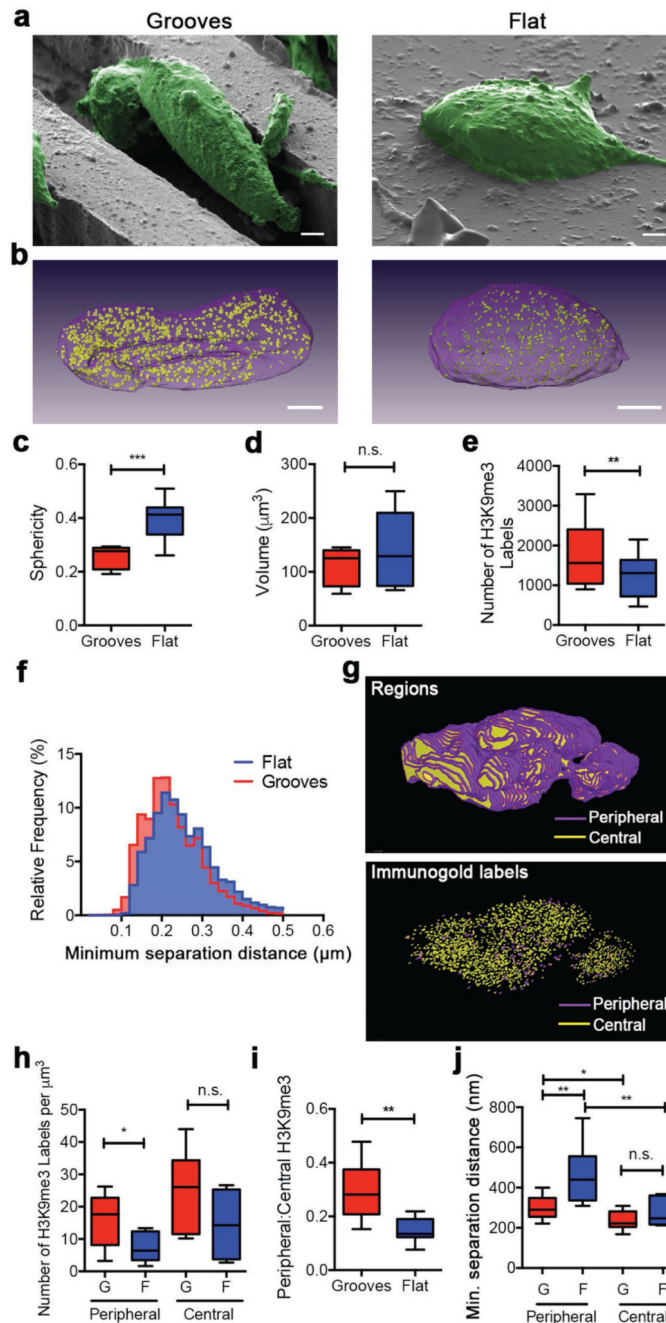 a
Grooves
Flat
b
c
Sphericity
0.6
0.4
0.2
0.0
***
Grooves
Flat
d
Volume (μm³)
300
200
100
0
n.s.
Grooves
Flat
e
Number of H3K9me3
Labels
4000
3000
2000
1000
0
**
Grooves
Flat
f
Relative Frequency (%)
15
10
5
0
Flat
Grooves
0.1
0.2
0.3
0.4
0.5
0.6
Minimum separation distance (μm)
g
Regions
Peripheral
Central
Immunogold labels
Peripheral
Central
h
Number of H3K9me3 Labels per μm³
50
40
30
20
10
0
*
n.s.
G
F
G
F
Peripheral
Central
i
Peripheral:Central H3K9me3
0.6
0.4
0.2
0.0
**
Grooves
Flat
j
Min. separation distance (nm)
800
600
400
200
0
*
**
**
n.s.
G
F
G
F
Peripheral
Central